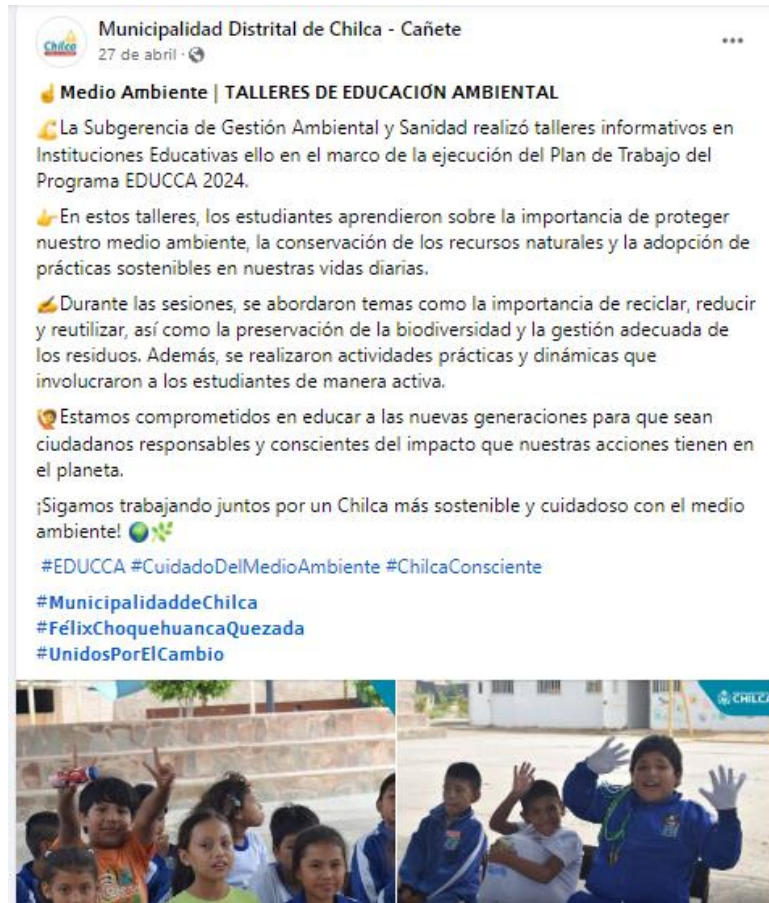 Chilca
Municipalidad Distrital de Chilca - Cañete
27 de abril ·
Medio Ambiente | TALLERES DE EDUCACIÓN AMBIENTAL
La Subgerencia de Gestión Ambiental y Sanidad realizó talleres informativos en
Instituciones Educativas ello en el marco de la ejecución del Plan de Trabajo del
Programa EDUCCA 2024.
En estos talleres, los estudiantes aprendieron sobre la importancia de proteger
nuestro medio ambiente, la conservación de los recursos naturales y la adopción de
prácticas sostenibles en nuestras vidas diarias.
Durante las sesiones, se abordaron temas como la importancia de reciclar, reducir
y reutilizar, así como la preservación de la biodiversidad y la gestión adecuada de
los residuos. Además, se realizaron actividades prácticas y dinámicas que
involucraron a los estudiantes de manera activa.
Estamos comprometidos en educar a las nuevas generaciones para que sean
ciudadanos responsables y conscientes del impacto que nuestras acciones tienen en
el planeta.
¡Sigamos trabajando juntos por un Chilca más sostenible y cuidadoso con el medio
ambiente!
#EDUCCA #CuidadoDelMedioAmbiente #ChilcaConsciente
#MunicipalidaddeChilca
#FélixChoquehuancaQuezada
#UnidosPorElCambio
CHILCA